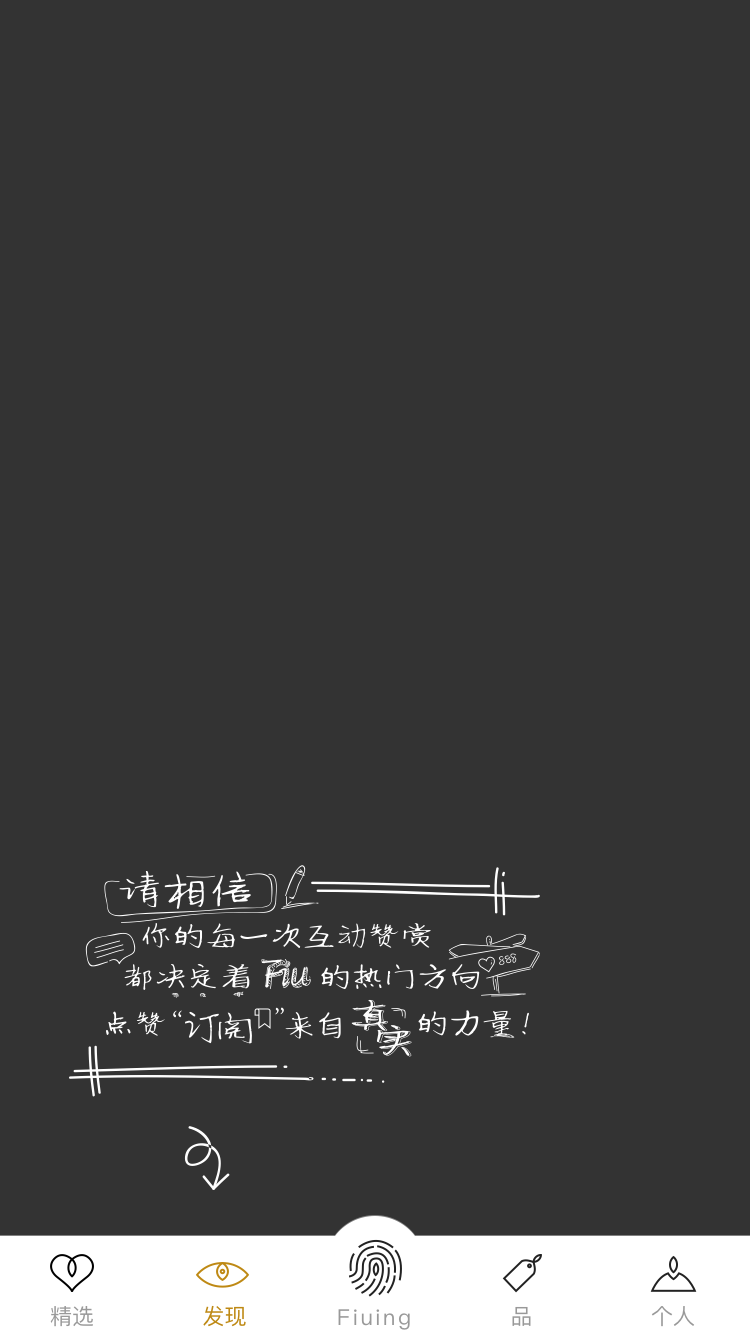 请相信
你的每一次互动赞赏
888
都决定着Fiu的热门方向
点赞“订阅”来自真实的力量！
精选 发现 Fiuing 品 个人